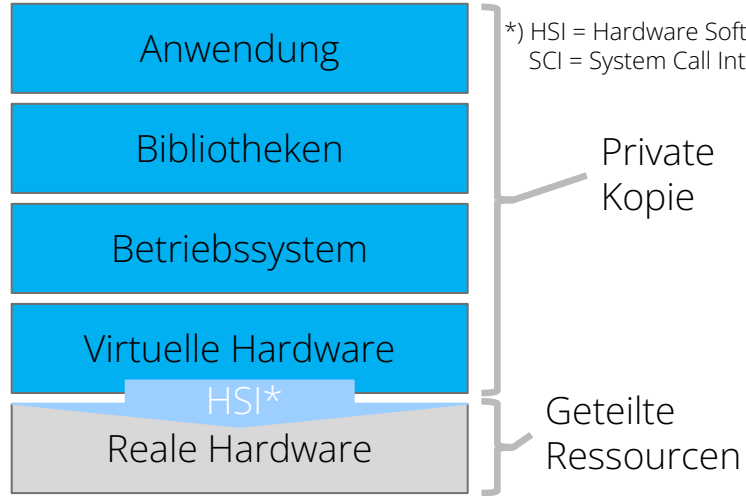 Anwendung
*) HSI = Hardware Soft
SCI = System Call Int
Bibliotheken
Private
Kopie
Betriebssystem
Virtuelle Hardware
HSI*
Reale Hardware
Geteilte
Ressourcen